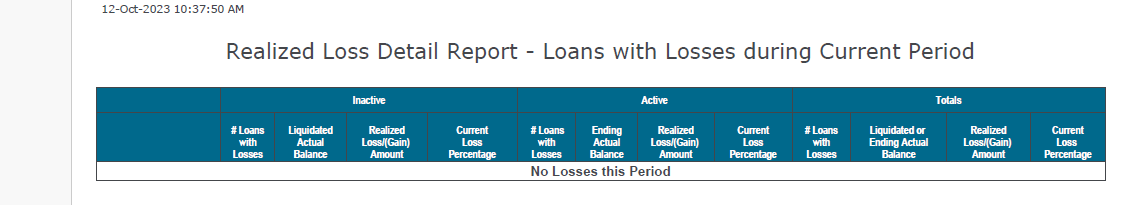 12-Oct-2023 10:37:50 AM
Realized Loss Detail Report - Loans with Losses during Current Period
Inactive Active Totals
# Loans Liquidated Realized Current # Loans Ending Realized Current # Loans Liquidated or Realized Current
with Actual Loss/(Gain) Loss with Actual Loss/(Gain) Loss with Ending Actual Loss/(Gain) Loss
Losses Balance Amount Percentage Losses Balance Amount Percentage Losses Balance Amount Percentage
No Losses this Period